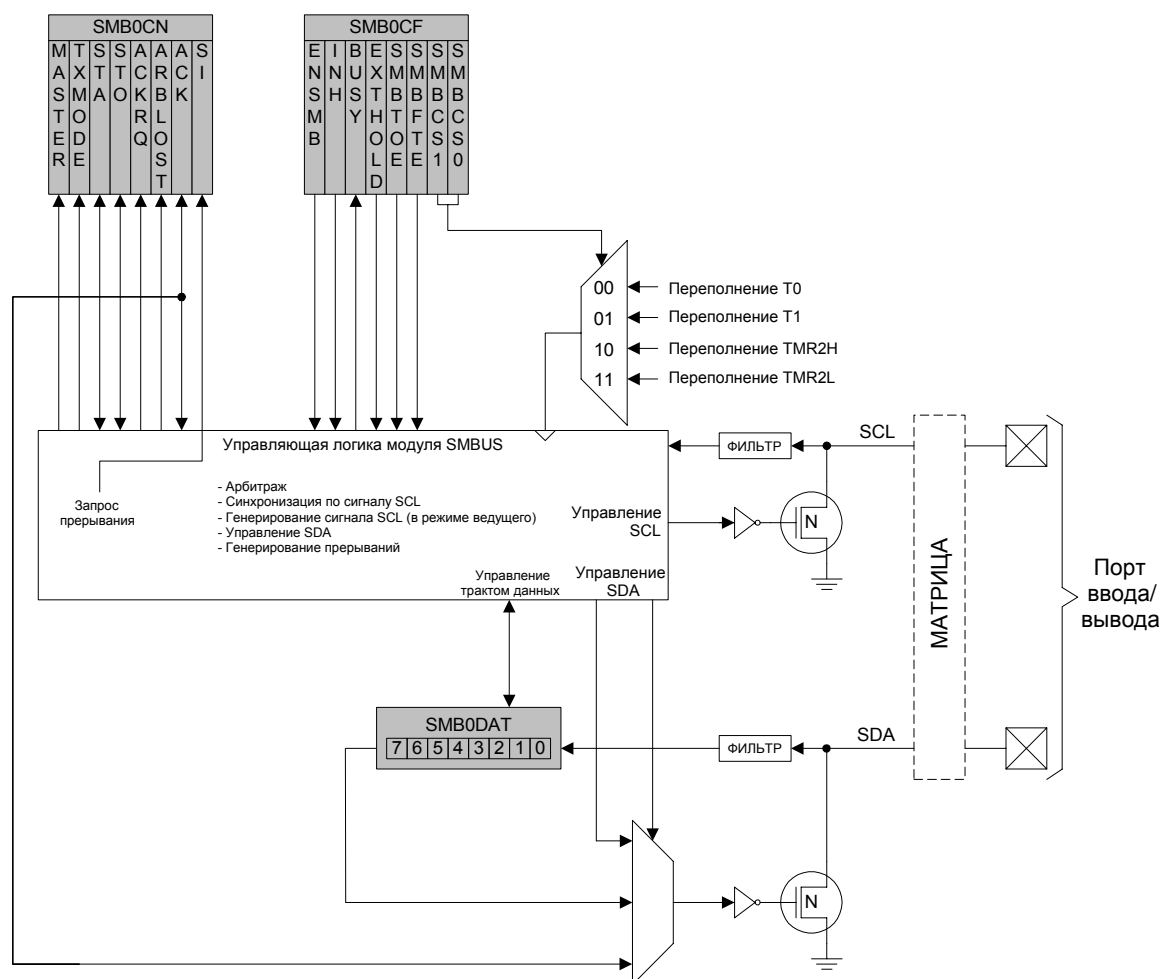 SMB0CN
MASTER
TXMODE
STA
STO
ACKRQ
ARBLOST
ACK
SI
SMB0CF
ENSMB
INH
BUSY
EXTHOLD
SMBTOE
SMBFTE
SMBCS1
SMBCS0
00 Переполнение T0
01 Переполнение T1
10 Переполнение TMR2H
11 Переполнение TMR2L
Управляющая логика модуля SMBUS
Запрос
прерывания
- Арбитраж
- Синхронизация по сигналу SCL
- Генерирование сигнала SCL (в режиме ведущего)
- Управление SDA
- Генерирование прерываний
Управление
SCL
Управление
трактом данных
Управление
SDA
ФИЛЬТР
SCL
N
МАТРИЦА
Порт
ввода/
вывода
SMB0DAT
7 6 5 4 3 2 1 0
ФИЛЬТР
SDA
N